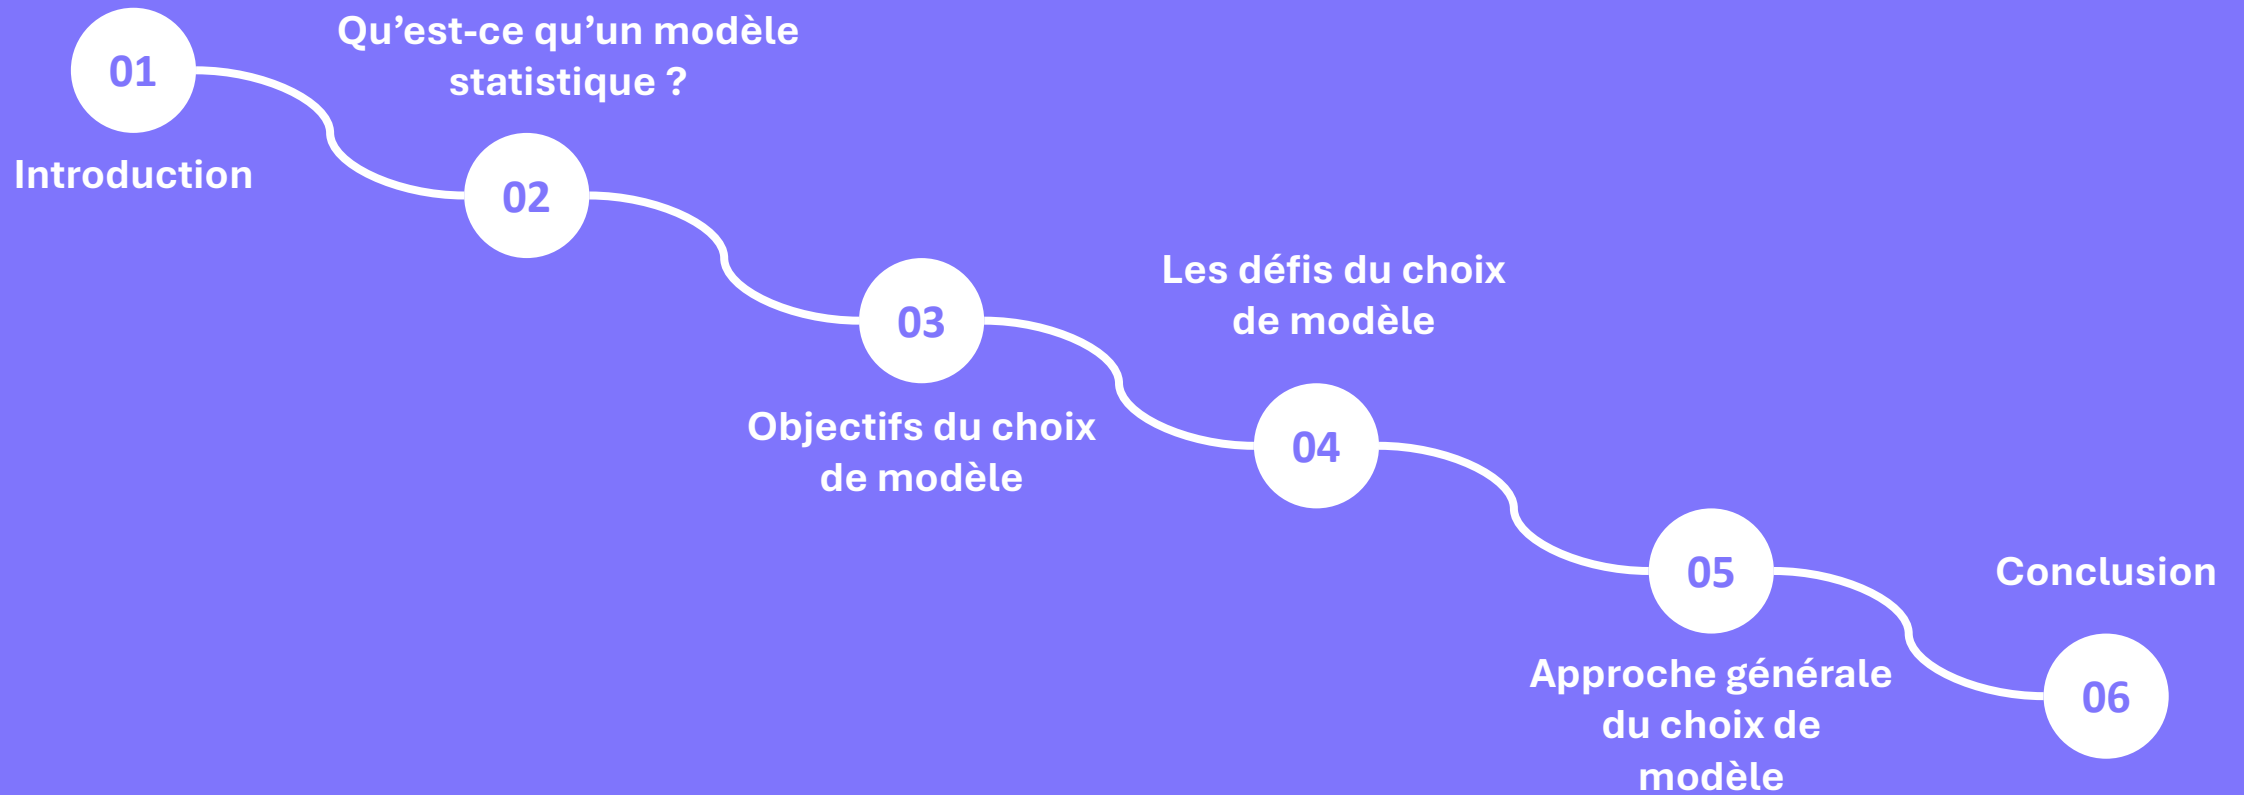 01
Introduction
Qu’est-ce qu’un modèle
statistique ?
02
03
Objectifs du choix
de modèle
Les défis du choix
de modèle
04
05
Approche générale
du choix de
modèle
Conclusion
06